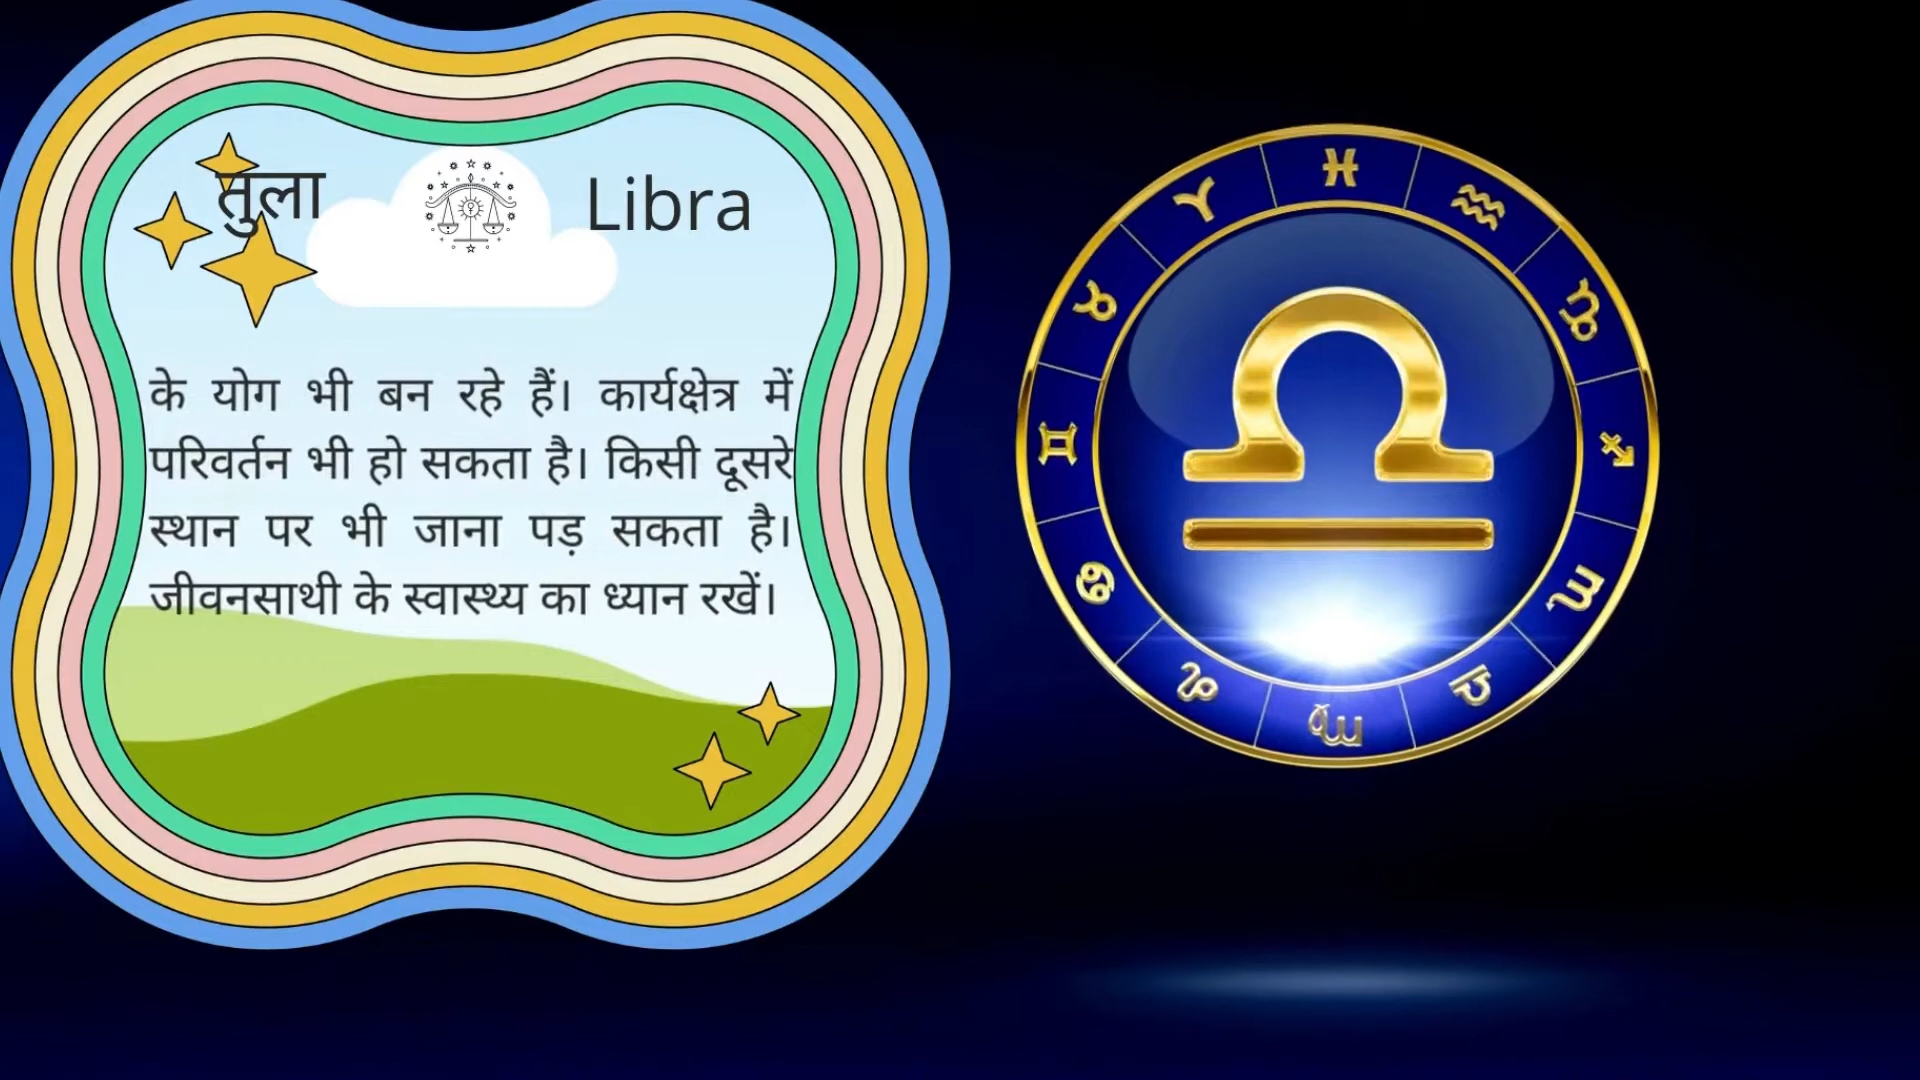 तुला Libra
के योग भी बन रहे हैं। कार्यक्षेत्र में
परिवर्तन भी हो सकता है। किसी दूसरे
स्थान पर भी जाना पड़ सकता है।
जीवनसाथी के स्वास्थ्य का ध्यान रखें।